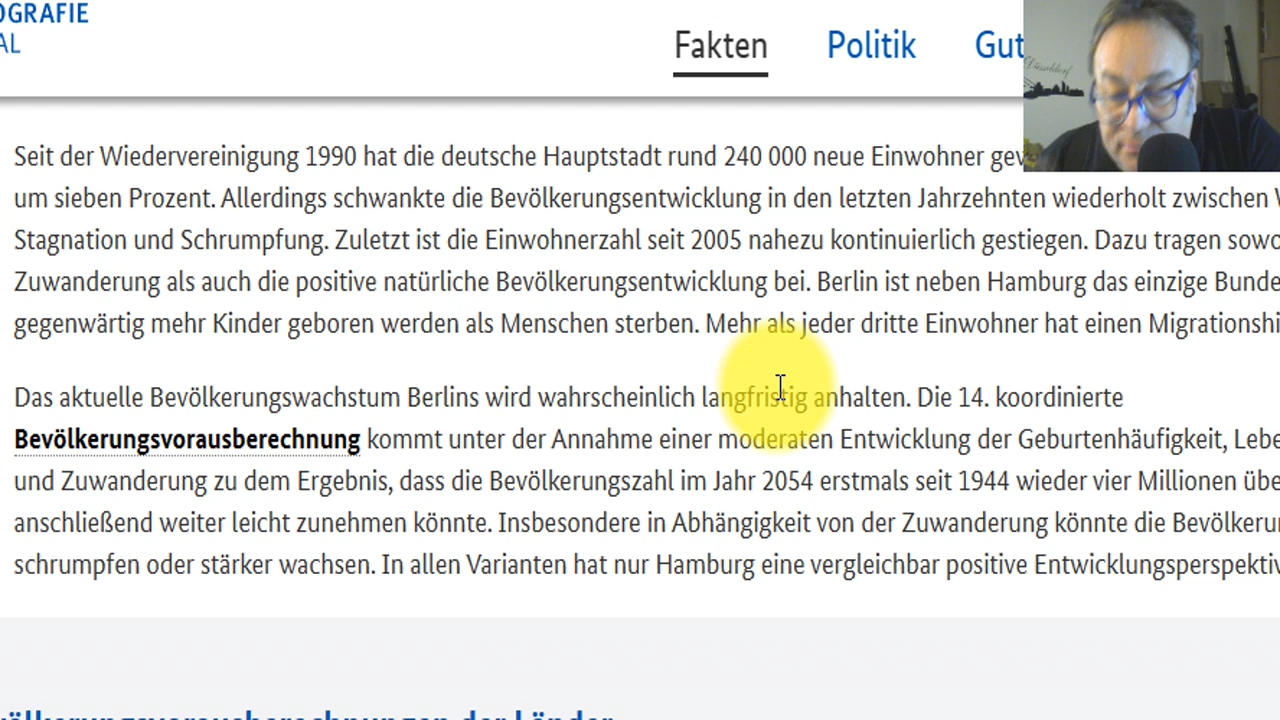 OGRAFIE
AL
Fakten Politik Gut
Düsseldorf
Seit der Wiedervereinigung 1990 hat die deutsche Hauptstadt rund 240 000 neue Einwohner gew
um sieben Prozent. Allerdings schwankte die Bevölkerungsentwicklung in den letzten Jahrzehnten wiederholt zwischen
Stagnation und Schrumpfung. Zuletzt ist die Einwohnerzahl seit 2005 nahezu kontinuierlich gestiegen. Dazu tragen sowo
Zuwanderung als auch die positive natürliche Bevölkerungsentwicklung bei. Berlin ist neben Hamburg das einzige Bunde
gegenwärtig mehr Kinder geboren werden als Menschen sterben. Mehr als jeder dritte Einwohner hat einen Migrationshi
Das aktuelle Bevölkerungswachstum Berlins wird wahrscheinlich langfristig anhalten. Die 14. koordinierte
Bevölkerungsvorausberechnung kommt unter der Annahme einer moderaten Entwicklung der Geburtenhäufigkeit, Lebe
und Zuwanderung zu dem Ergebnis, dass die Bevölkerungszahl im Jahr 2054 erstmals seit 1944 wieder vier Millionen übe
anschließend weiter leicht zunehmen könnte. Insbesondere in Abhängigkeit von der Zuwanderung könnte die Bevölkeru
schrumpfen oder stärker wachsen. In allen Varianten hat nur Hamburg eine vergleichbar positive Entwicklungsperspektiv
völkerungsvorausberechnungen der Länder